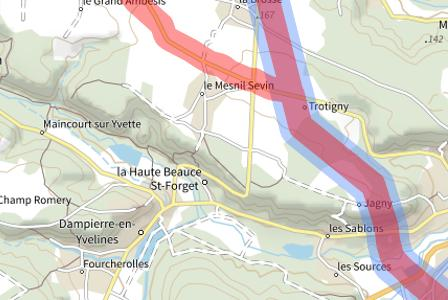 le Grand Ambésis
la Brosse
.167
.142
le Mesnil Sevin
Trotigny
Maincourt sur Yvette
la Haute Beauce
St-Forget
Champ Romery
Jagny
Dampierre-en-
Yvelines
les Sablons
Fourcherolles
les Sources